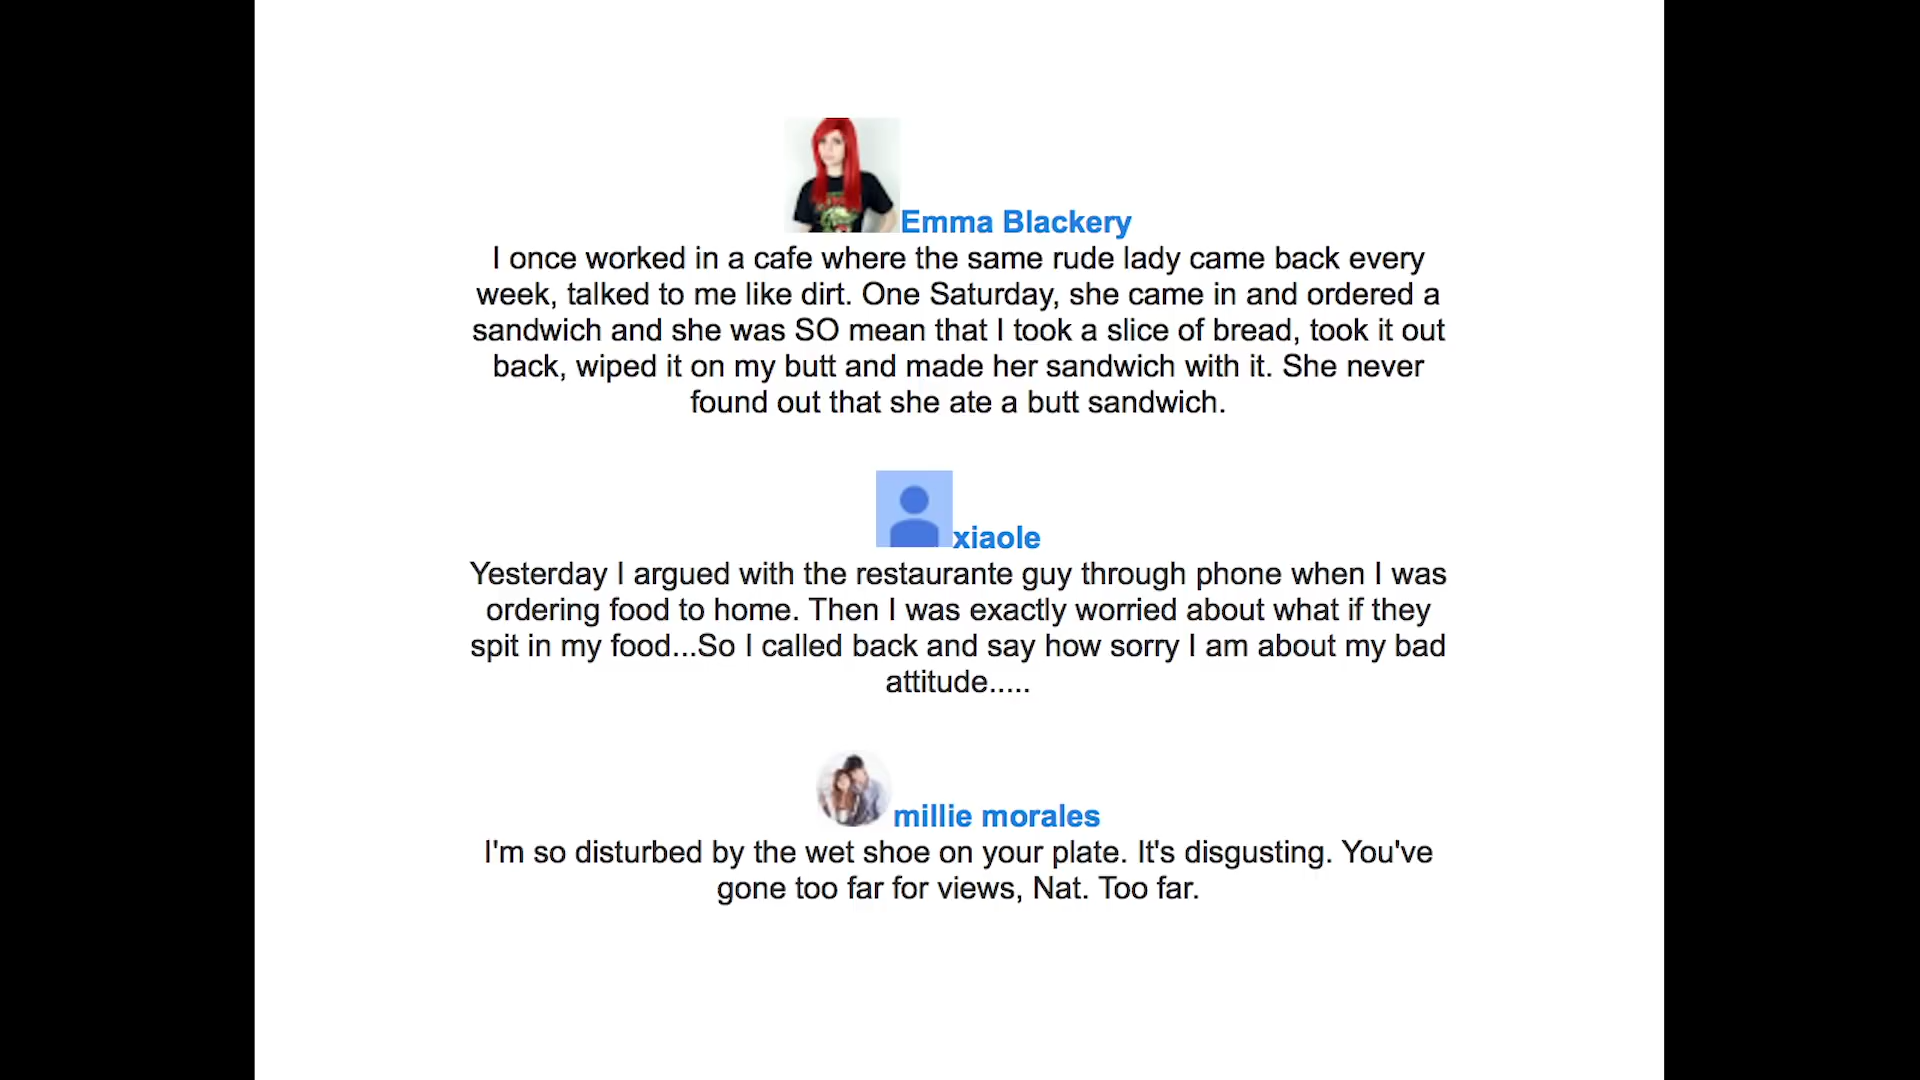 Emma Blackery
I once worked in a cafe where the same rude lady came back every
week, talked to me like dirt. One Saturday, she came in and ordered a
sandwich and she was SO mean that I took a slice of bread, took it out
back, wiped it on my butt and made her sandwich with it. She never
found out that she ate a butt sandwich.
xiaole
Yesterday I argued with the restaurante guy through phone when I was
ordering food to home. Then I was exactly worried about what if they
spit in my food...So I called back and say how sorry I am about my bad
attitude.....
millie morales
I'm so disturbed by the wet shoe on your plate. It's disgusting. You've
gone too far for views, Nat. Too far.